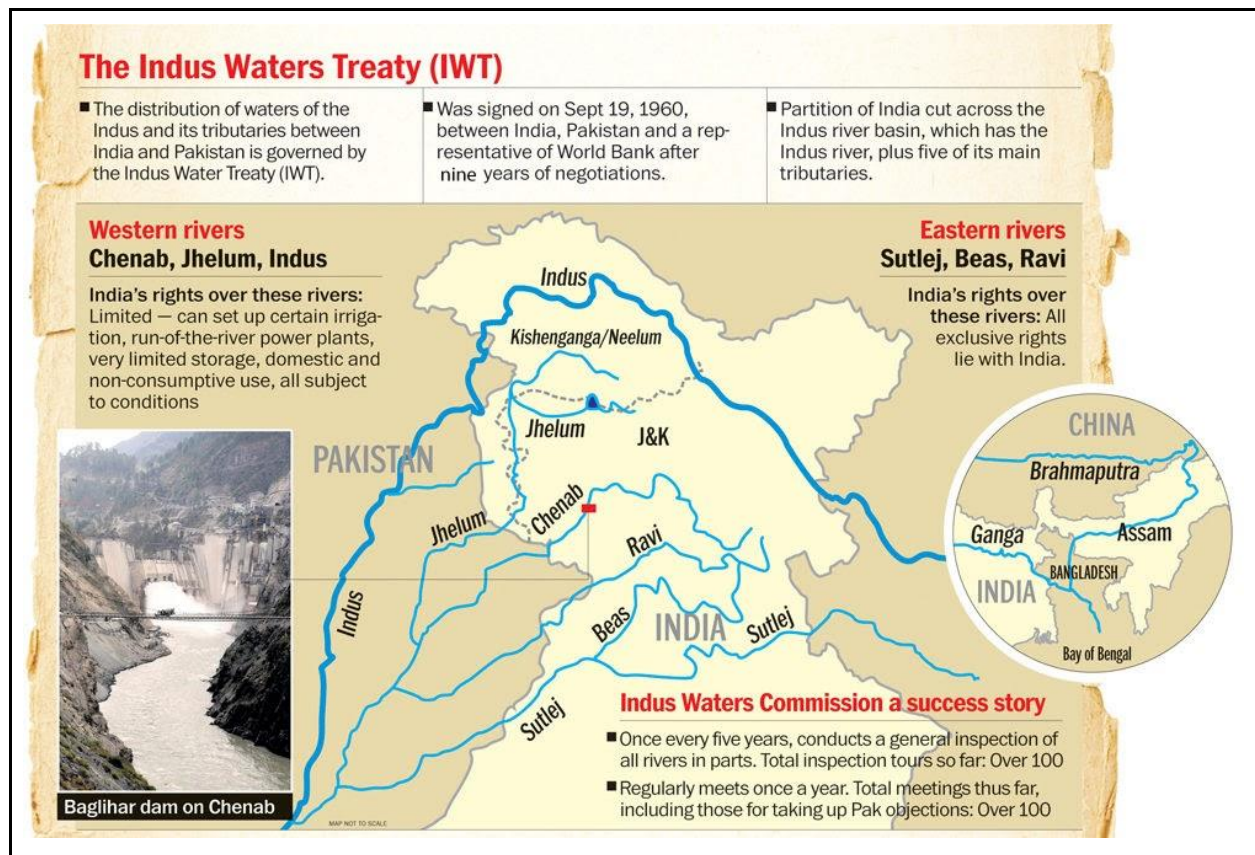 The Indus Waters Treaty (IWT)
■ The distribution of waters of the
Indus and its tributaries between
India and Pakistan is governed by
the Indus Water Treaty (IWT).
■ Was signed on Sept 19, 1960,
between India, Pakistan and a rep-
resentative of World Bank after
nine years of negotiations.
■ Partition of India cut across the
Indus river basin, which has the
Indus river, plus five of its main
tributaries.
Western rivers
Chenab, Jhelum, Indus
India's rights over these rivers:
Limited — can set up certain irriga-
tion, run-of-the-river power plants,
very limited storage, domestic and
non-consumptive use, all subject
to conditions
Eastern rivers
Sutlej, Beas, Ravi
India's rights over
these rivers: All
exclusive rights
lie with India.
Indus
Kishenganga/Neelum
Jhelum
J&K
PAKISTAN
Chenab
Jhelum
Ravi
Indus
Beas
INDIA
Sutlej
Sutlej
CHINA
Brahmaputra
Ganga
Assam
BANGLADESH
INDIA
Bay of Bengal
Baglihar dam on Chenab
MAP NOT TO SCALE
Indus Waters Commission a success story
■ Once every five years, conducts a general inspection of
all rivers in parts. Total inspection tours so far: Over 100
■ Regularly meets once a year. Total meetings thus far,
including those for taking up Pak objections: Over 100